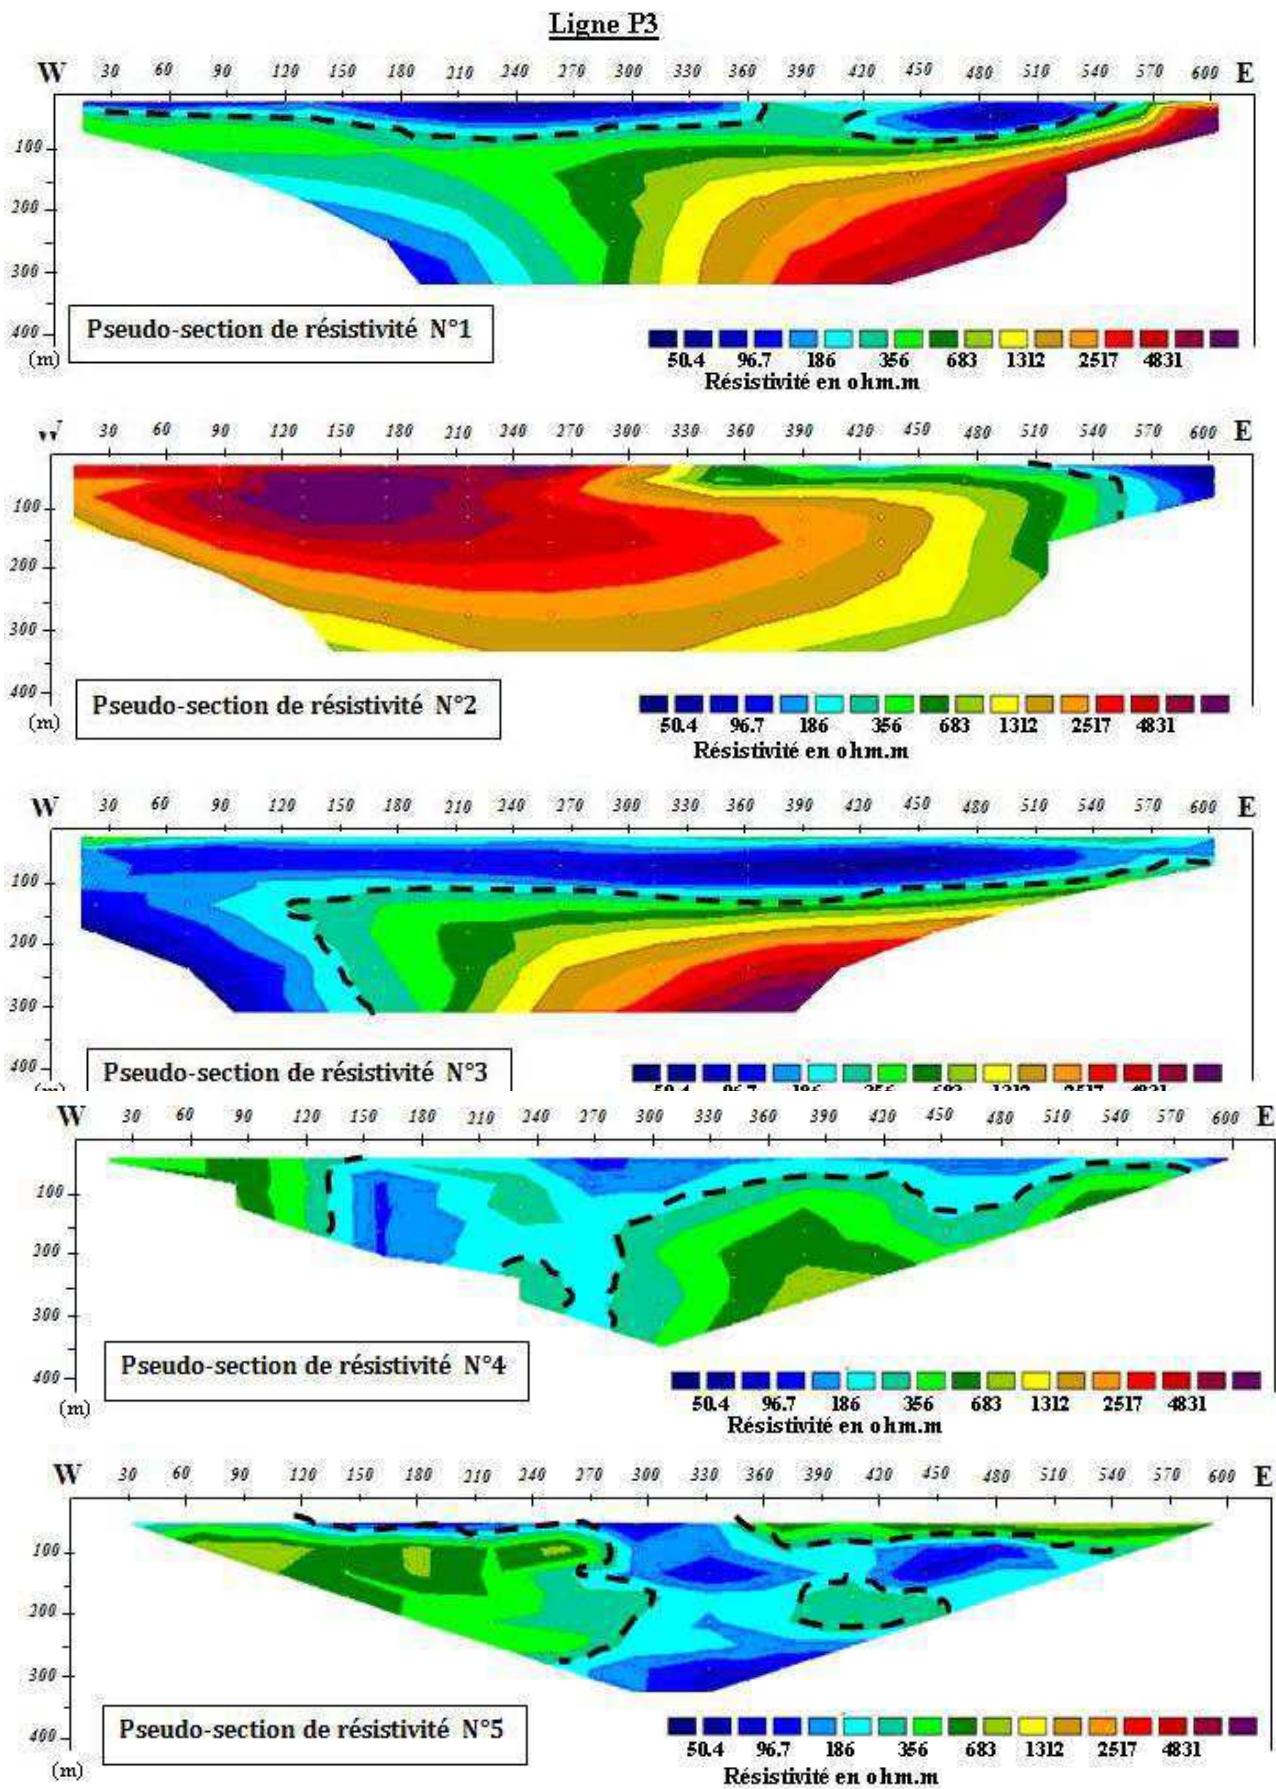 Ligne P3
W 30 60 90 120 150 180 210 240 270 300 330 360 390 420 450 480 510 540 570 600 E
100
200
300
400
(m)
Pseudo-section de résistivité N°1
50.4 96.7 186 356 683 1312 2517 4831
Résistivité en ohm.m
30 60 90 120 150 180 210 240 270 300 330 360 390 420 450 480 510 540 570 600 E
100
200
300
400
(m)
Pseudo-section de résistivité N°2
50.4 96.7 186 356 683 1312 2517 4831
Résistivité en ohm.m
W 30 60 90 120 150 180 210 240 270 300 330 360 390 420 450 480 510 540 570 600 E
100
200
300
400
Pseudo-section de résistivité N°3
50.4 96.7 186 356 683 1312 2517 4831
W 30 60 90 120 150 180 210 240 270 300 330 360 390 420 450 480 510 540 570 600 E
100
200
300
400
(m)
Pseudo-section de résistivité N°4
50.4 96.7 186 356 683 1312 2517 4831
Résistivité en ohm.m
W 30 60 90 120 150 180 210 240 270 300 330 360 390 420 450 480 510 540 570 600 E
100
200
300
400
(m)
Pseudo-section de résistivité N°5
50.4 96.7 186 356 683 1312 2517 4831
Résistivité en ohm.m